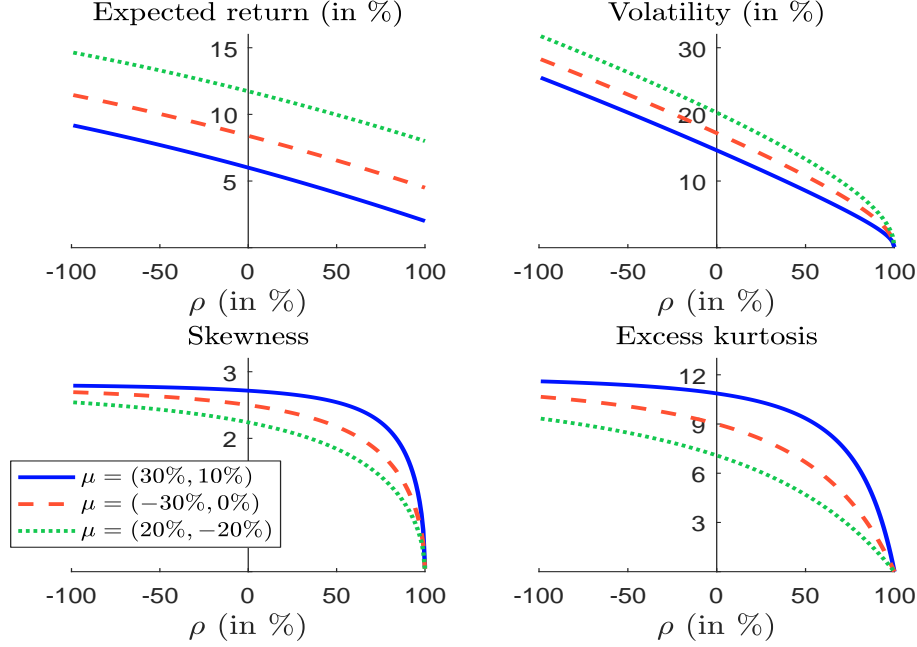 Expected return (in %)
15
10
5
-100 -50 0 50 100
ρ (in %)
Volatility (in %)
30
20
10
-100 -50 0 50 100
ρ (in %)
Skewness
3
2
μ = (30%, 10%)
μ = (−30%, 0%)
μ = (20%, −20%)
-100 -50 0 50 100
ρ (in %)
Excess kurtosis
12
9
6
3
-100 -50 0 50 100
ρ (in %)